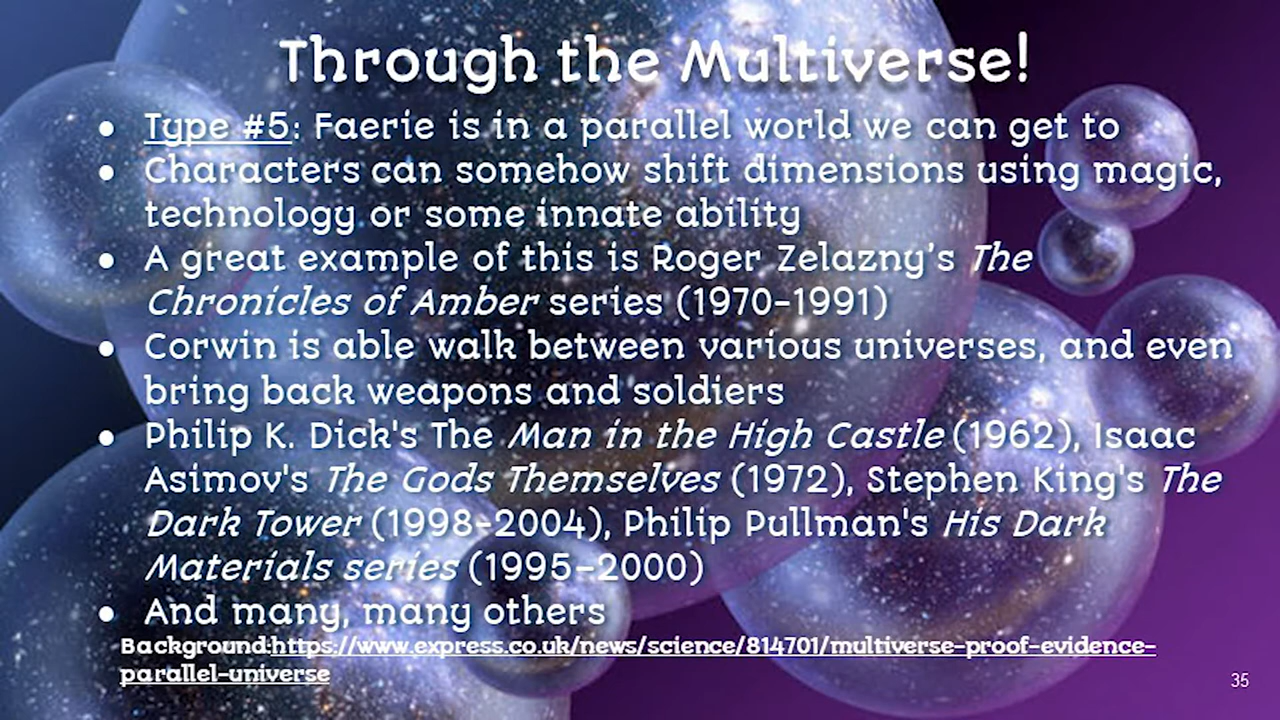 Through the Multiverse!
● Type #5: Faerie is in a parallel world we can get to
● Characters can somehow shift dimensions using magic,
technology or some innate ability
● A great example of this is Roger Zelazny's The
Chronicles of Amber series (1970-1991)
● Corwin is able walk between various universes, and even
bring back weapons and soldiers
● Philip K. Dick's The Man in the High Castle (1962), Isaac
Asimov's The Gods Themselves (1972), Stephen King's The
Dark Tower (1998-2004), Philip Pullman's His Dark
Materials series (1995-2000)
● And many, many others
Background:https://www.express.co.uk/news/science/814701/multiverse-proof-evidence-
parallel-universe
35